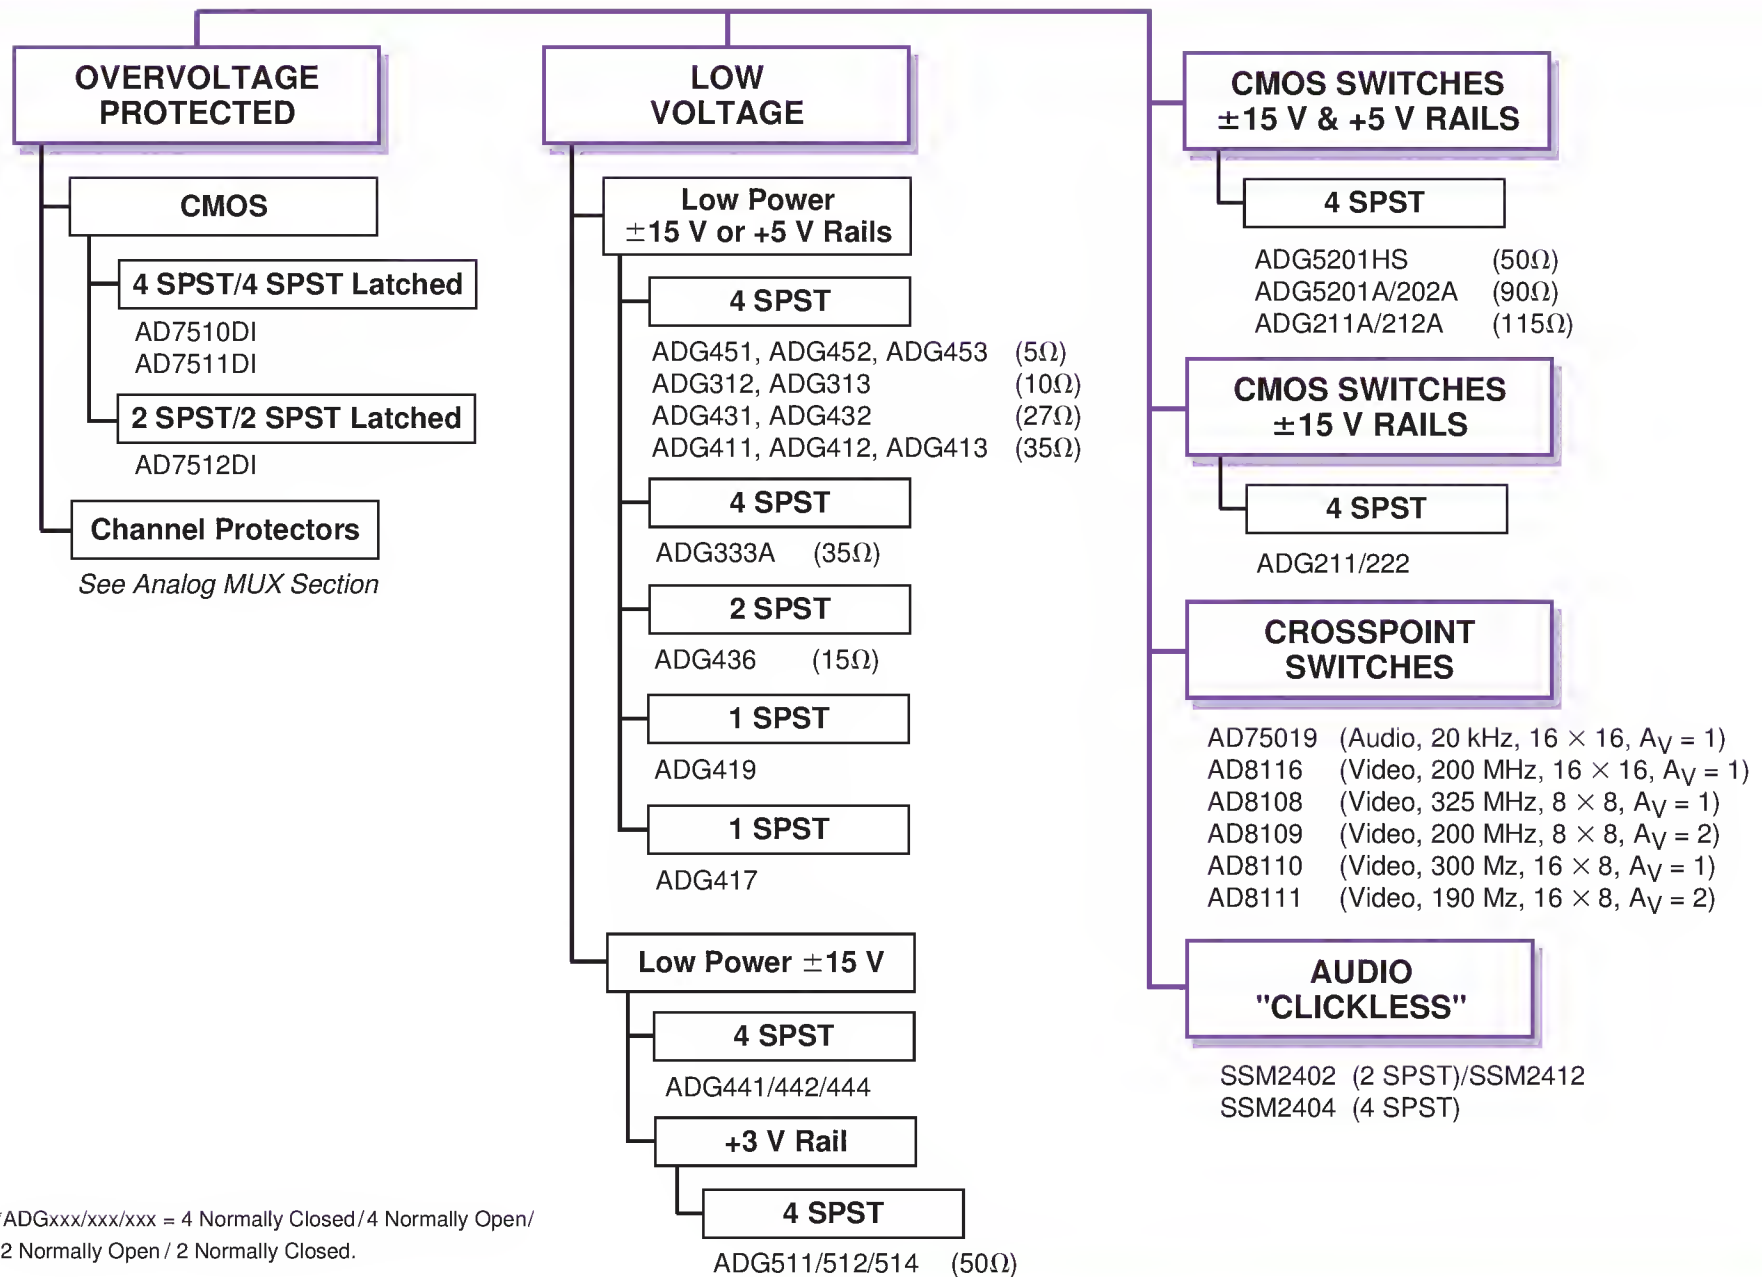 OVERVOLTAGE
PROTECTED
CMOS
4 SPST/4 SPST Latched
AD7510DI
AD7511DI
2 SPST/2 SPST Latched
AD7512DI
Channel Protectors
See Analog MUX Section
LOW
VOLTAGE
Low Power
±15 V or +5 V Rails
4 SPST
ADG451, ADG452, ADG453 (5Ω)
ADG312, ADG313 (10Ω)
ADG431, ADG432 (27Ω)
ADG411, ADG412, ADG413 (35Ω)
4 SPST
ADG333A (35Ω)
2 SPST
ADG436 (15Ω)
1 SPST
ADG419
1 SPST
ADG417
Low Power ±15 V
4 SPST
ADG441/442/444
+3 V Rail
4 SPST
ADG511/512/514 (50Ω)
CMOS SWITCHES
±15 V & +5 V RAILS
4 SPST
ADG5201HS (50Ω)
ADG5201A/202A (90Ω)
ADG211A/212A (115Ω)
CMOS SWITCHES
±15 V RAILS
4 SPST
ADG211/222
CROSSPOINT
SWITCHES
AD75019 (Audio, 20 kHz, 16 × 16, AV = 1)
AD8116 (Video, 200 MHz, 16 × 16, AV = 1)
AD8108 (Video, 325 MHz, 8 × 8, AV = 1)
AD8109 (Video, 200 MHz, 8 × 8, AV = 2)
AD8110 (Video, 300 Mz, 16 × 8, AV = 1)
AD8111 (Video, 190 Mz, 16 × 8, AV = 2)
AUDIO
"CLICKLESS"
SSM2402 (2 SPST)/SSM2412
SSM2404 (4 SPST)
*ADGxxx/xxx/xxx = 4 Normally Closed/4 Normally Open/
2 Normally Open / 2 Normally Closed.